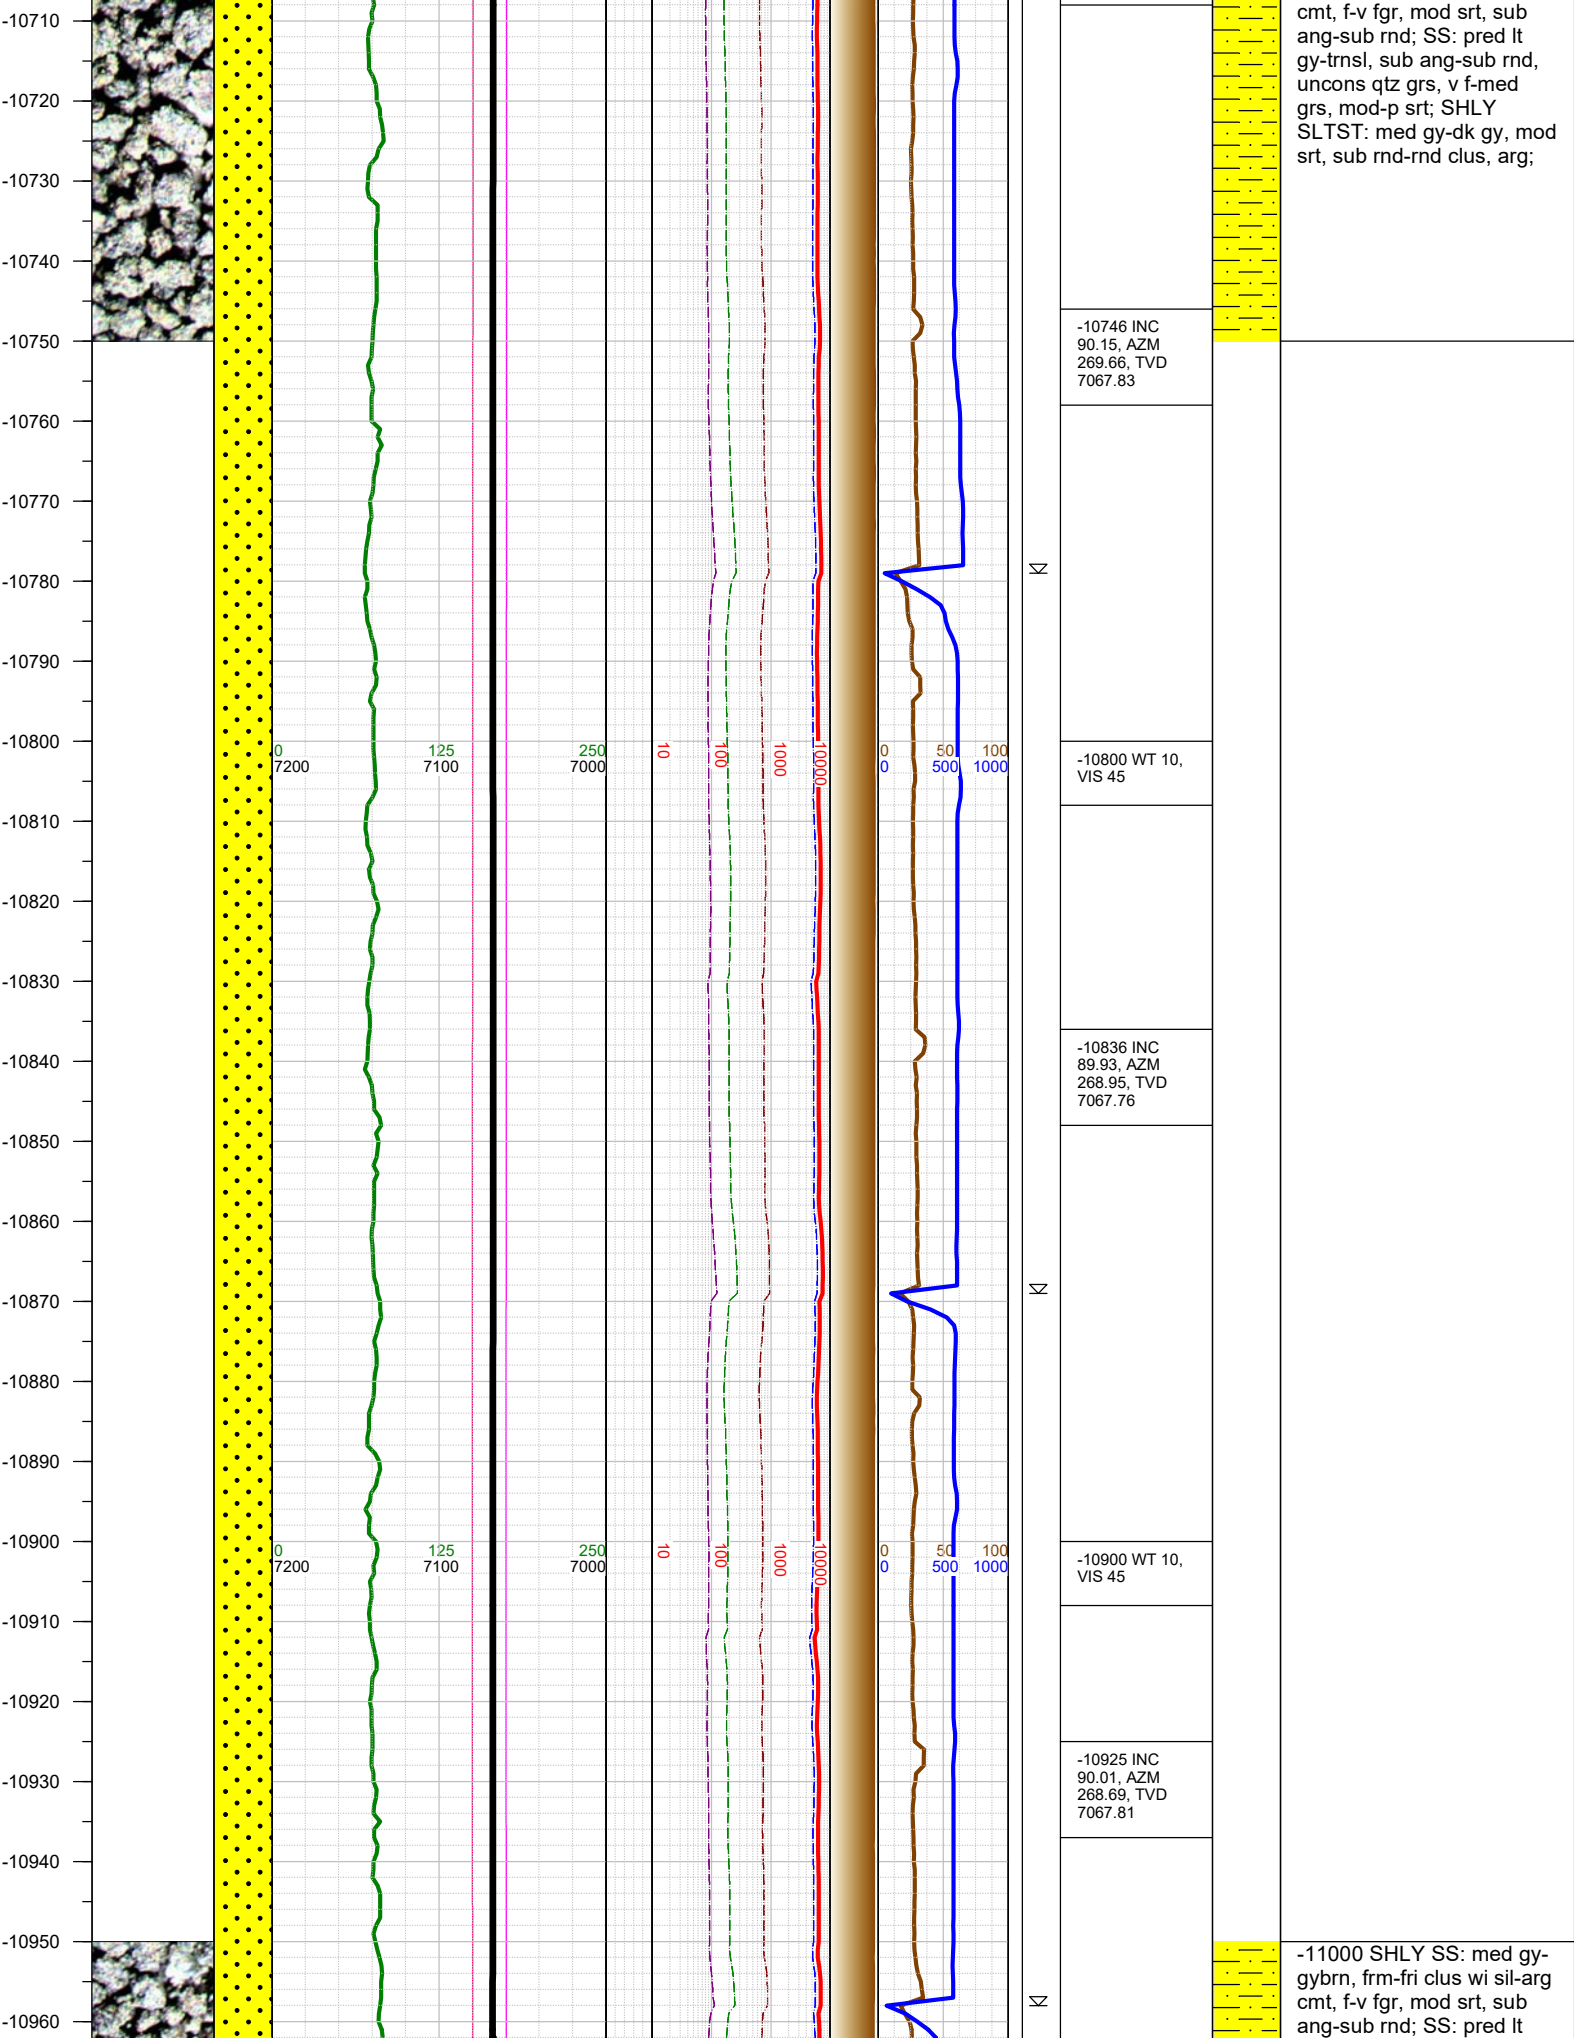 cmt, f-v fgr, mod srt, sub
ang-sub rnd; SS: pred lt
gy-trnsl, sub ang-sub rnd,
uncons qtz grs, v f-med
grs, mod-p srt; SHLY
SLTST: med gy-dk gy, mod
srt, sub rnd-rnd clus, arg;
-10710
-10720
-10730
-10740
-10750
-10746 INC
90.15, AZM
269.66, TVD
7067.83
-10760
-10770
-10780
-10790
-10800
0 125 250 10 100 1000 10000 0 50 100
7200 7100 7000 0 500 1000
-10800 WT 10,
VIS 45
-10810
-10820
-10830
-10840
-10836 INC
89.93, AZM
268.95, TVD
7067.76
-10850
-10860
-10870
-10880
-10890
-10900
0 125 250 10 100 1000 10000 0 50 100
7200 7100 7000 0 500 1000
-10900 WT 10,
VIS 45
-10910
-10920
-10930
-10925 INC
90.01, AZM
268.69, TVD
7067.81
-10940
-10950
-10960
-11000 SHLY SS: med gy-
gybrn, frm-fri clus wi sil-arg
cmt, f-v fgr, mod srt, sub
ang-sub rnd; SS: pred lt